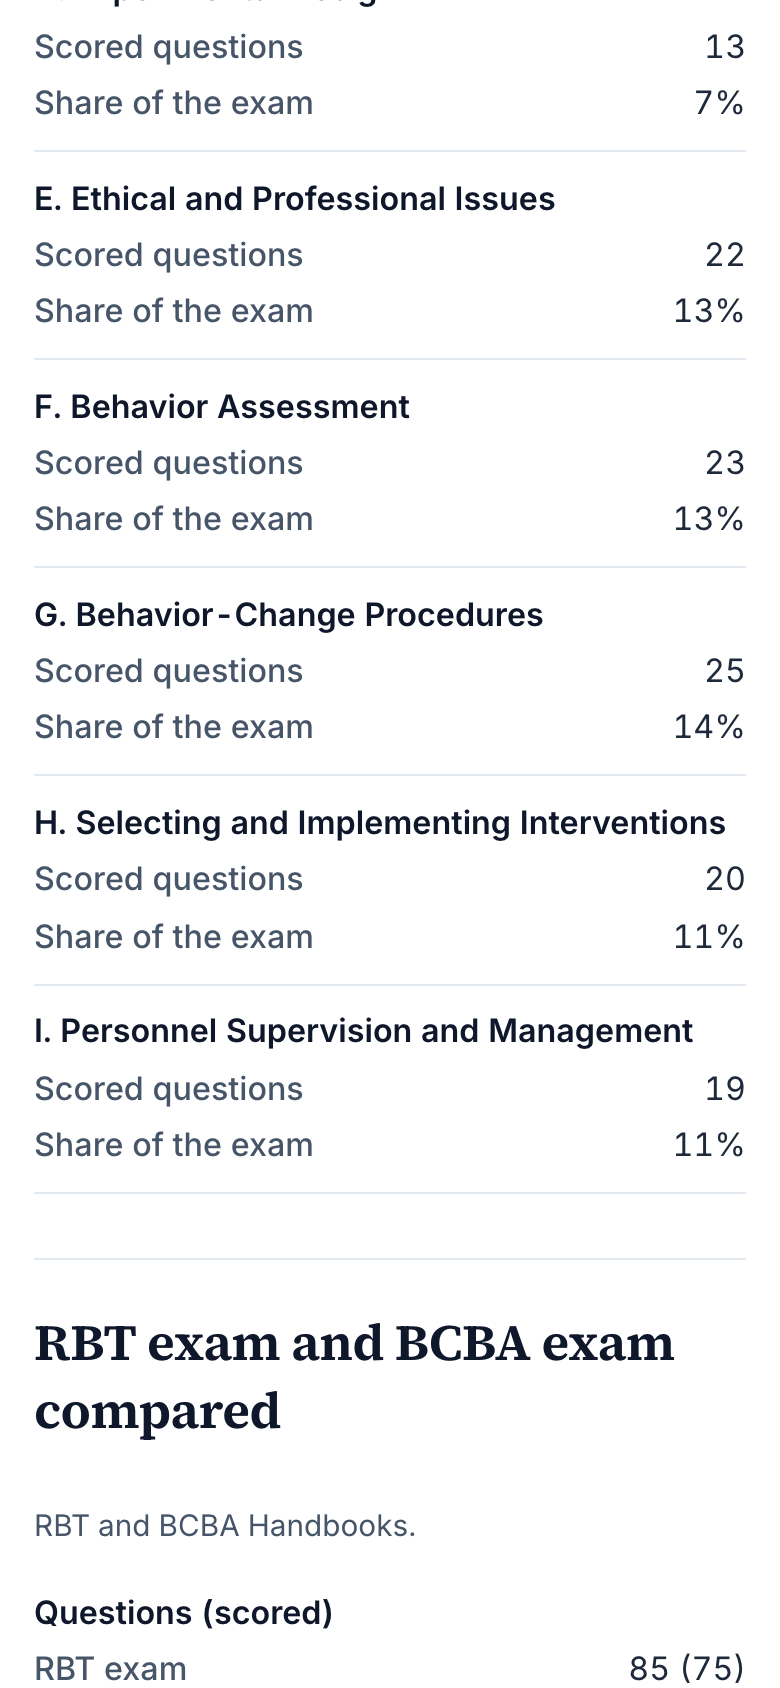 Scored questions 13
Share of the exam 7%
E. Ethical and Professional Issues
Scored questions 22
Share of the exam 13%
F. Behavior Assessment
Scored questions 23
Share of the exam 13%
G. Behavior-Change Procedures
Scored questions 25
Share of the exam 14%
H. Selecting and Implementing Interventions
Scored questions 20
Share of the exam 11%
I. Personnel Supervision and Management
Scored questions 19
Share of the exam 11%
RBT exam and BCBA exam
compared
RBT and BCBA Handbooks.
Questions (scored)
RBT exam 85 (75)